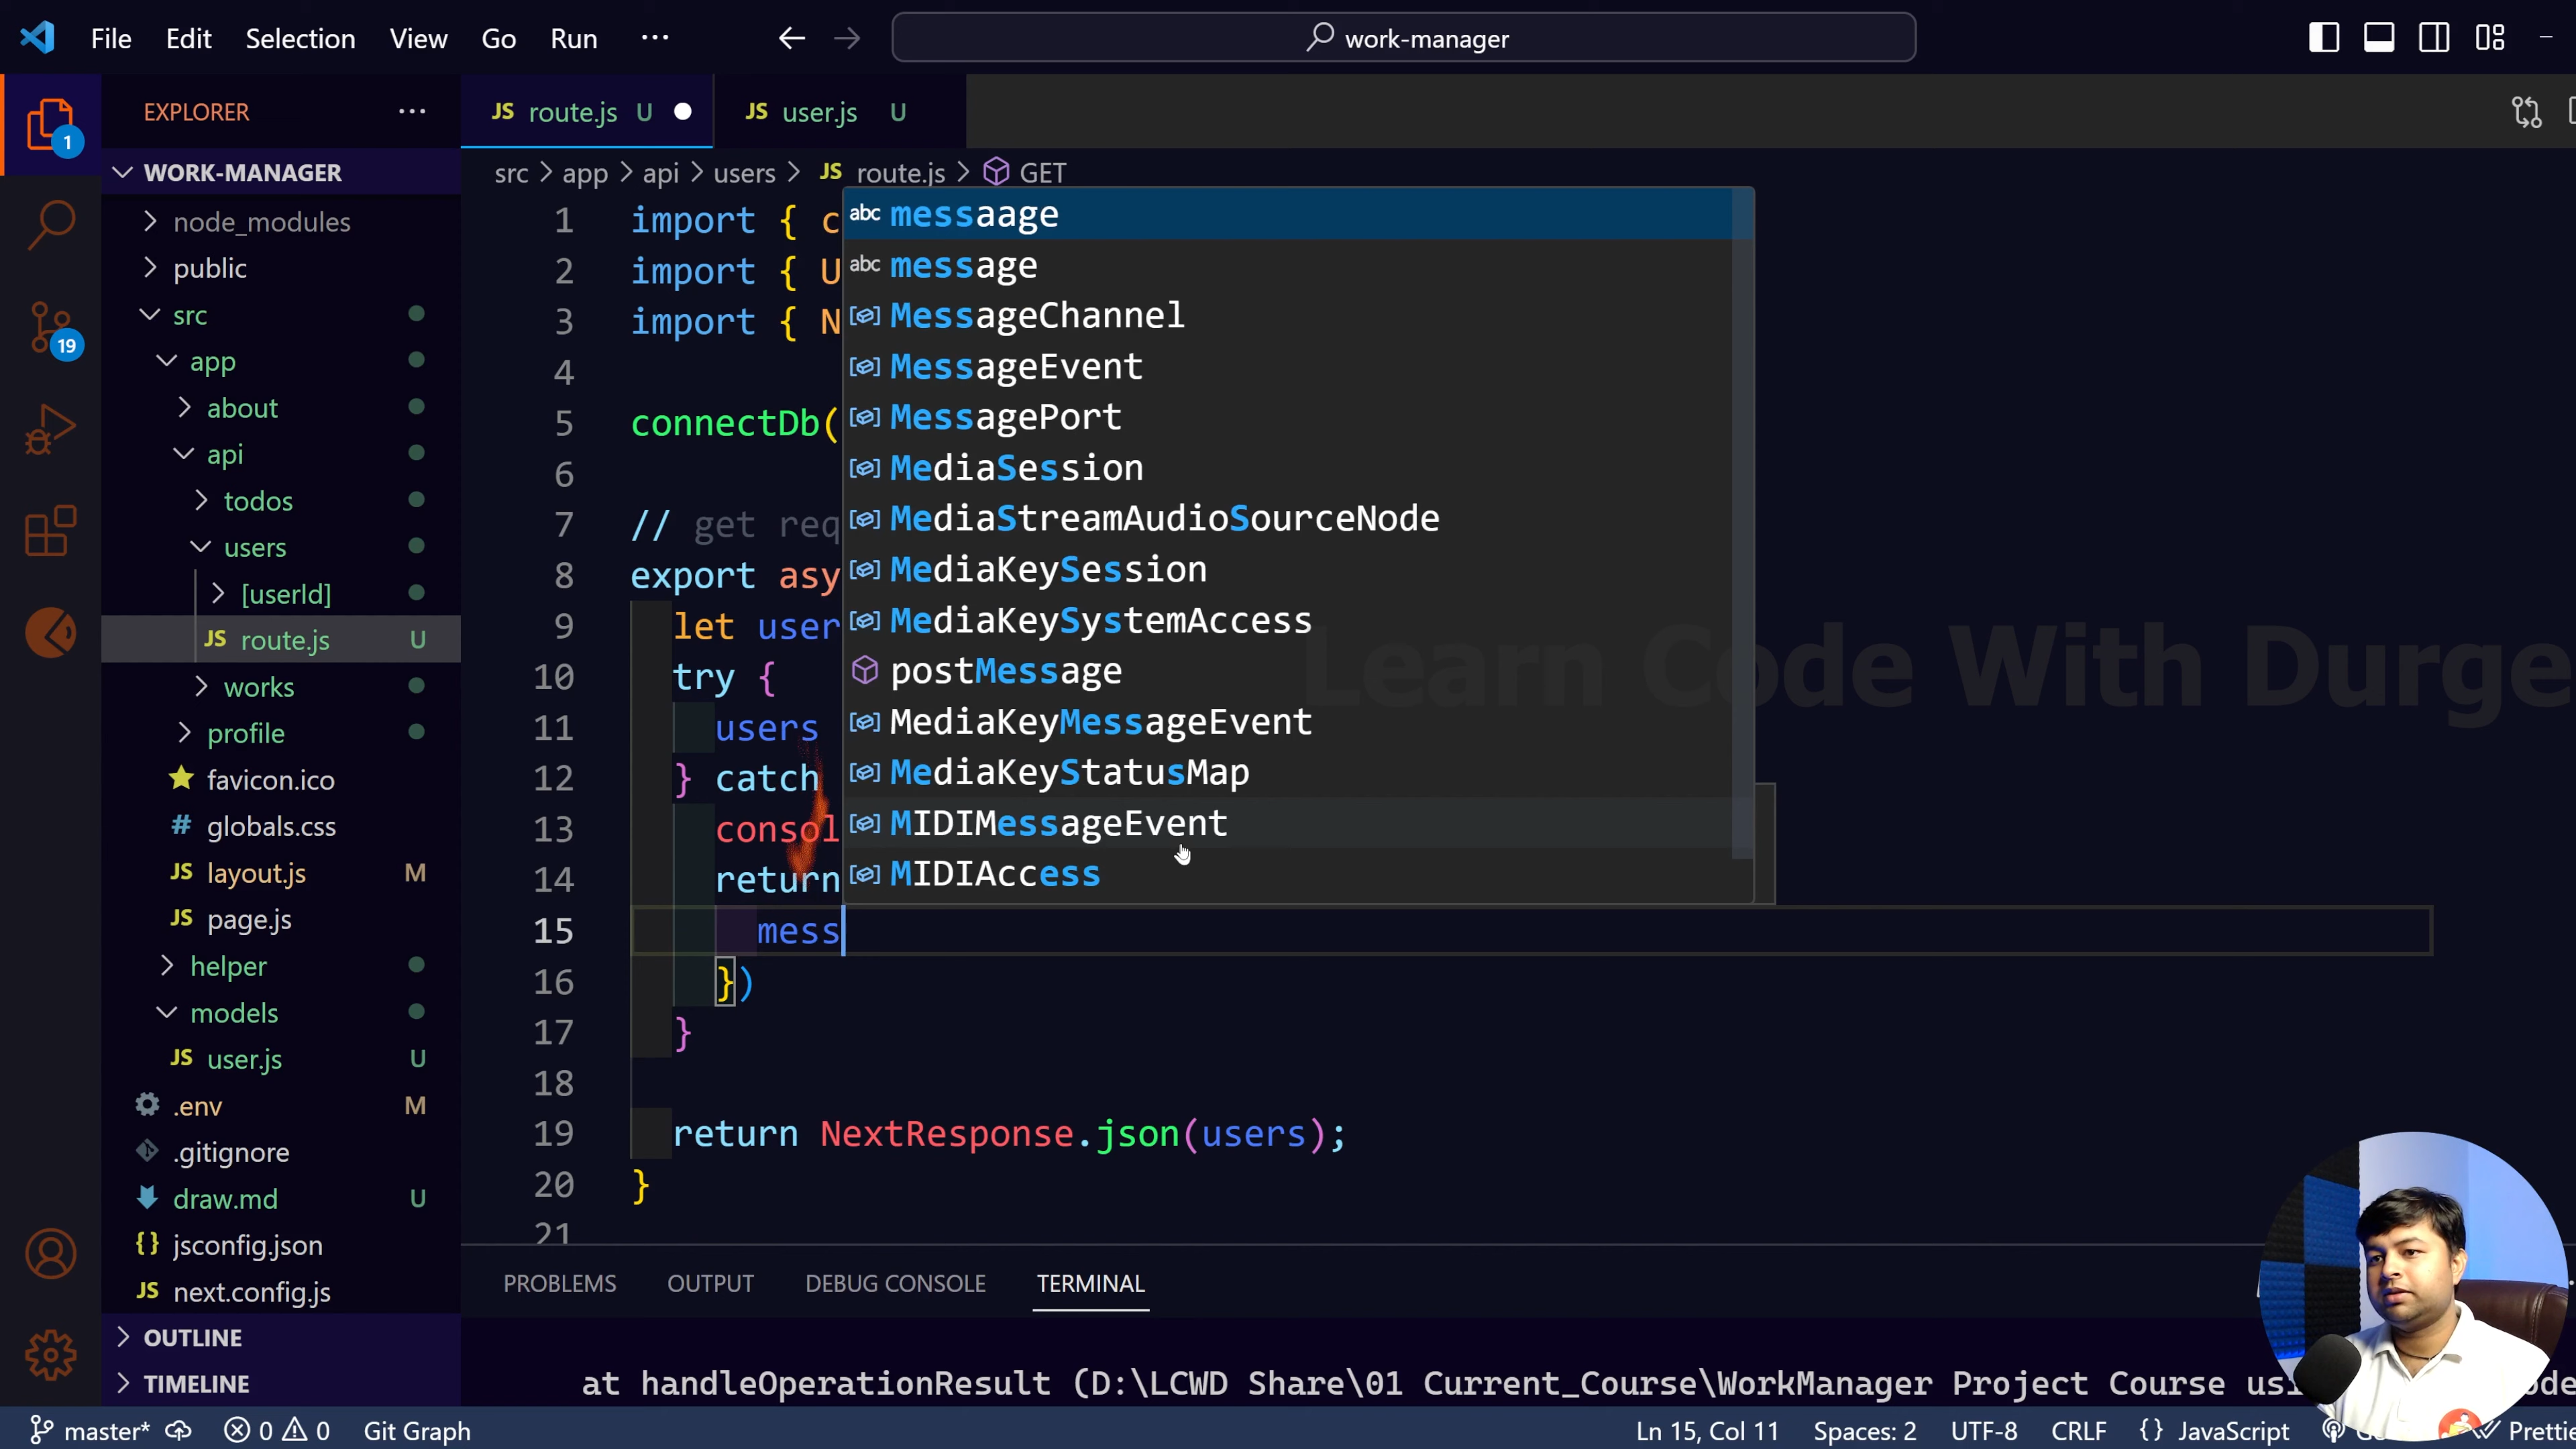 File Edit Selection View Go Run ···
work-manager
EXPLORER ···
1
WORK-MANAGER
node_modules
public
src
19
app
about
api
todos
users
[userId]
JS route.js U
works
profile
favicon.ico
# globals.css
JS layout.js M
JS page.js
helper
models
JS user.js U
.env M
.gitignore
draw.md U
{} jsconfig.json
JS next.config.js
OUTLINE
TIMELINE
JS route.js U
JS user.js U
src > app > api > users > JS route.js > GET
1 import { c
2 import { U
3 import { N
4
5 connectDb(
6
7 // get req
8 export asy
9 let user
10 try {
11 users
12 } catch
13 consol
14 return
15 mess
16 })
17 }
18
19 return NextResponse.json(users);
20 }
21
abc messaage
abc message
MessageChannel
MessageEvent
MessagePort
MediaSession
MediaStreamAudioSourceNode
MediaKeySession
MediaKeySystemAccess
postMessage
MediaKeyMessageEvent
MediaKeyStatusMap
MIDIMessageEvent
MIDIAccess
Learn Code With Durge
PROBLEMS OUTPUT DEBUG CONSOLE TERMINAL
at handleOperationResult (D:\LCWD Share\01 Current_Course\WorkManager Project Course usi
master* 0 0 Git Graph
Ln 15, Col 11 Spaces: 2 UTF-8 CRLF {} JavaScript Prettie